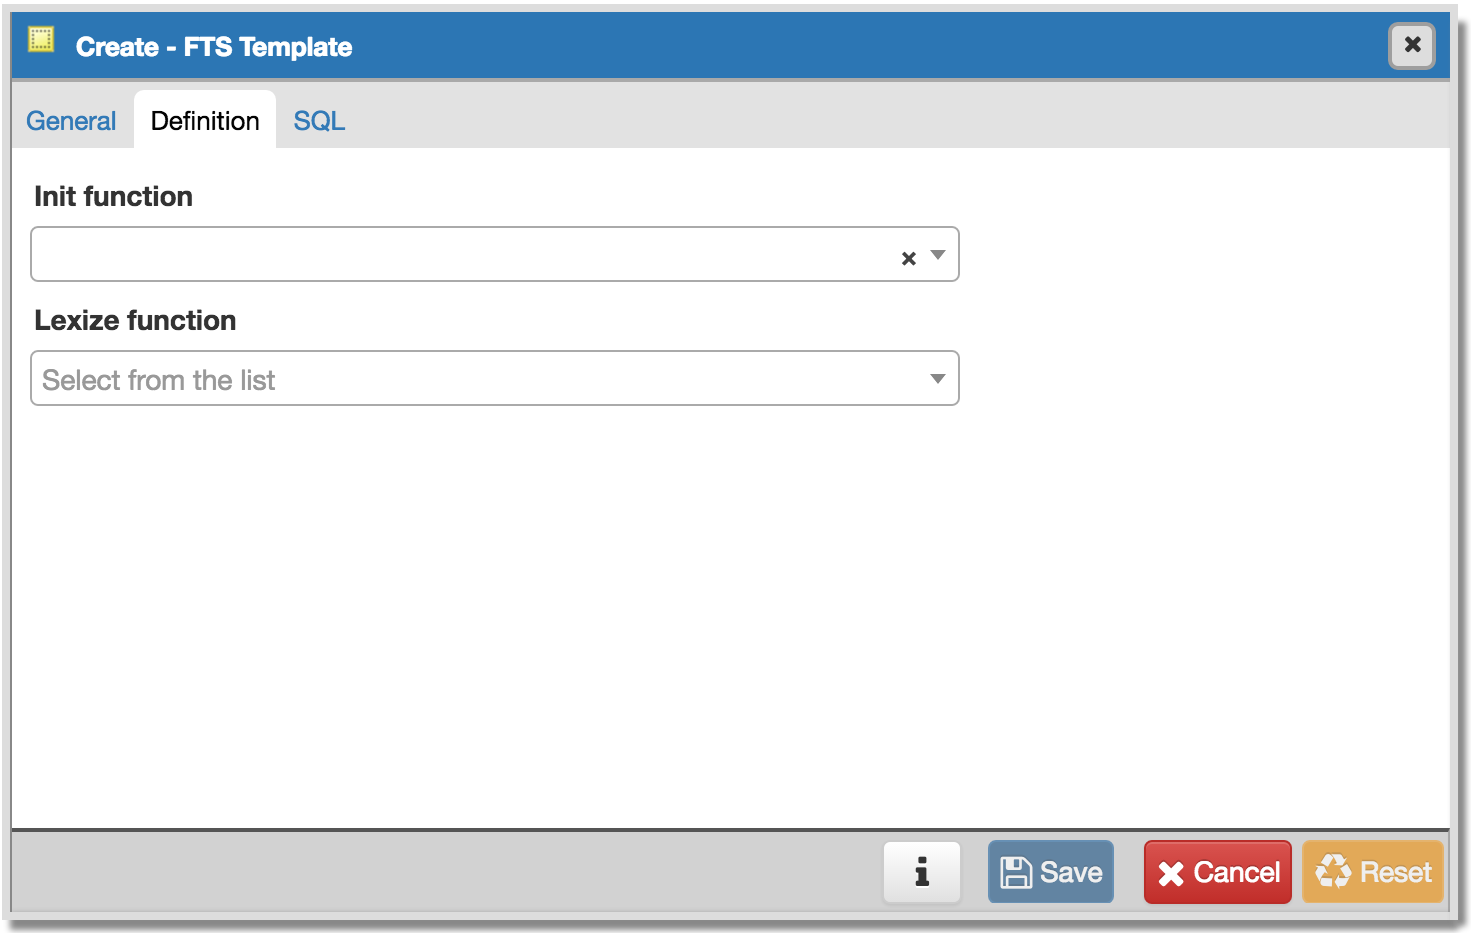 Create - FTS Template
General Definition SQL
Init function
Lexize function
Select from the list
Save Cancel Reset